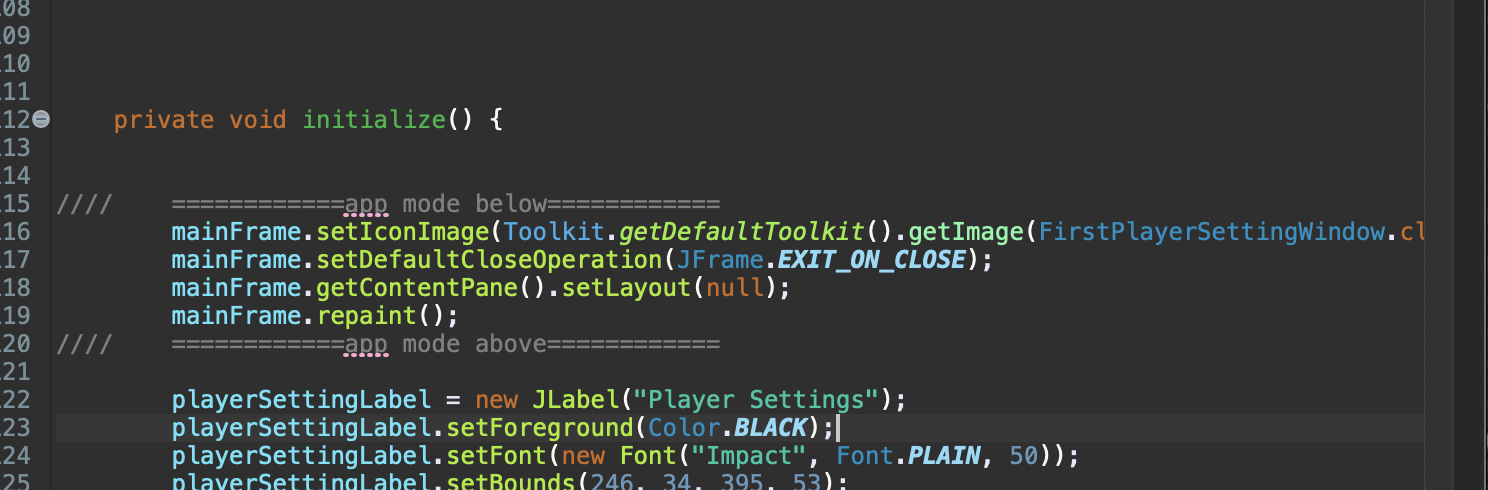 08
09
10
11
12 private void initialize() {
13
14
15 //// ============app mode below============
16 mainFrame.setIconImage(Toolkit.getDefaultToolkit().getImage(FirstPlayerSettingWindow.cl
17 mainFrame.setDefaultCloseOperation(JFrame.EXIT_ON_CLOSE);
18 mainFrame.getContentPane().setLayout(null);
19 mainFrame.repaint();
20 //// ============app mode above============
21
22 playerSettingLabel = new JLabel("Player Settings");
23 playerSettingLabel.setForeground(Color.BLACK);
24 playerSettingLabel.setFont(new Font("Impact", Font.PLAIN, 50));
25 playerSettingLabel.setBounds(246, 34, 395, 53);